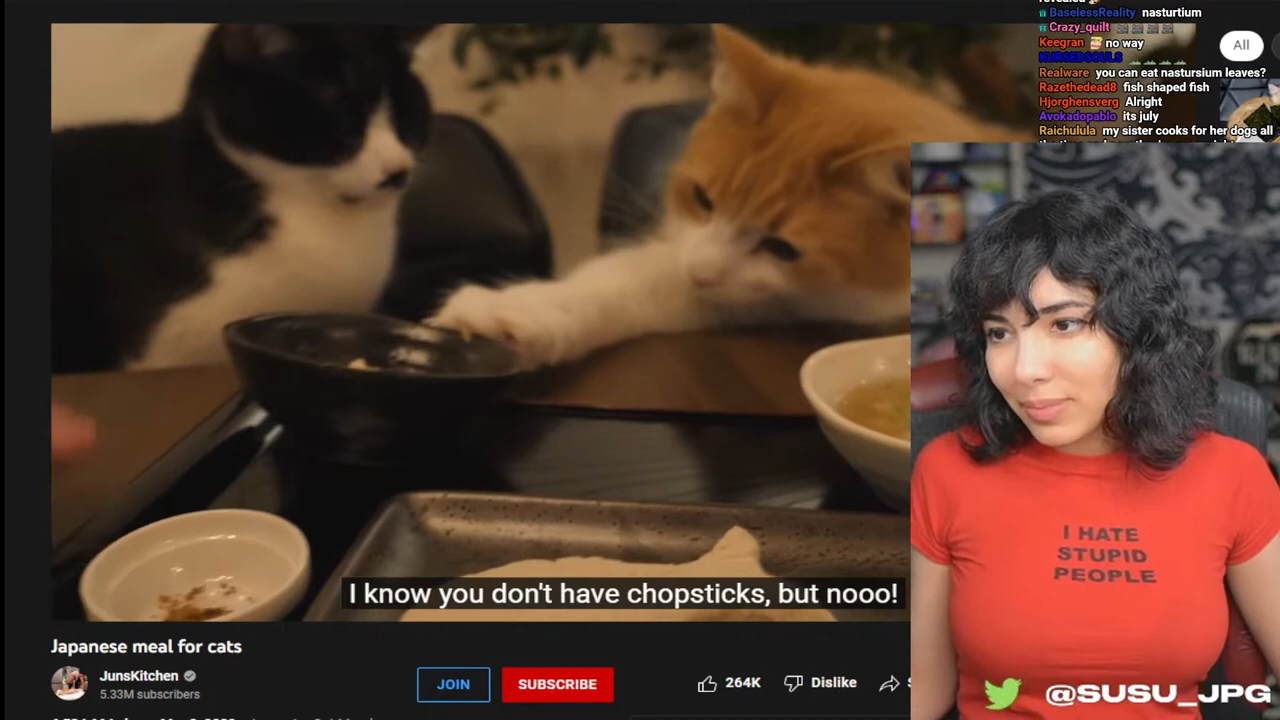 BaselessReality nasturtium
Crazy_quilt
Keegran no way
KURSEDSOULS
Realware you can eat nastursium leaves?
Razethedead8 fish shaped fish
Hjorghensverg Alright
Avokadopablo its july
Raichulula my sister cooks for her dogs all
All
I HATE
STUPID
PEOPLE
I know you don't have chopsticks, but nooo!
Japanese meal for cats
JunsKitchen
5.33M subscribers
JOIN
SUBSCRIBE
264K
Dislike
@SUSU_JPG